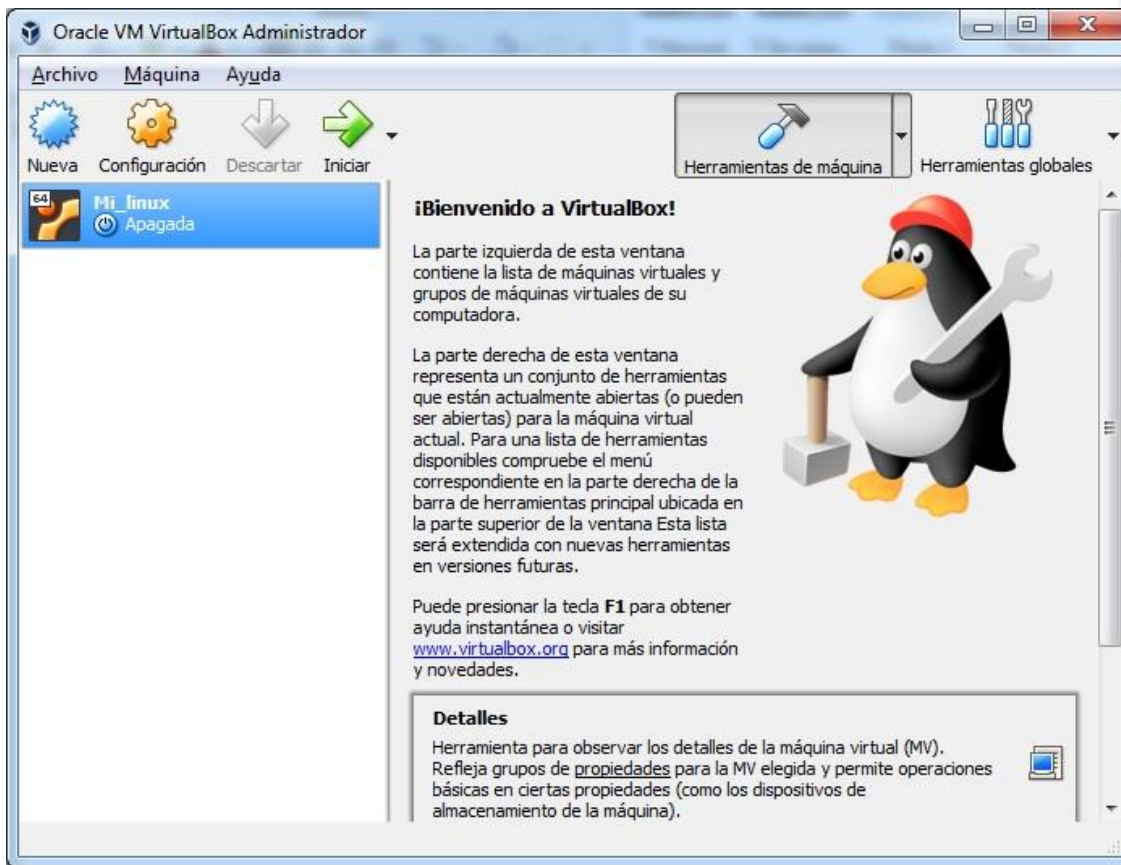 Oracle VM VirtualBox Administrador
Archivo Máquina Ayuda
Nueva Configuración Descartar Iniciar Herramientas de máquina Herramientas globales
64 Mi_linux
Apagada
¡Bienvenido a VirtualBox!
La parte izquierda de esta ventana
contiene la lista de máquinas virtuales y
grupos de máquinas virtuales de su
computadora.
La parte derecha de esta ventana
representa un conjunto de herramientas
que están actualmente abiertas (o pueden
ser abiertas) para la máquina virtual
actual. Para una lista de herramientas
disponibles compruebe el menú
correspondiente en la parte derecha de la
barra de herramientas principal ubicada en
la parte superior de la ventana Esta lista
será extendida con nuevas herramientas
en versiones futuras.
Puede presionar la tecla F1 para obtener
ayuda instantánea o visitar
www.virtualbox.org para más información
y novedades.
Detalles
Herramienta para observar los detalles de la máquina virtual (MV).
Refleja grupos de propiedades para la MV elegida y permite operaciones
básicas en ciertas propiedades (como los dispositivos de
almacenamiento de la máquina).